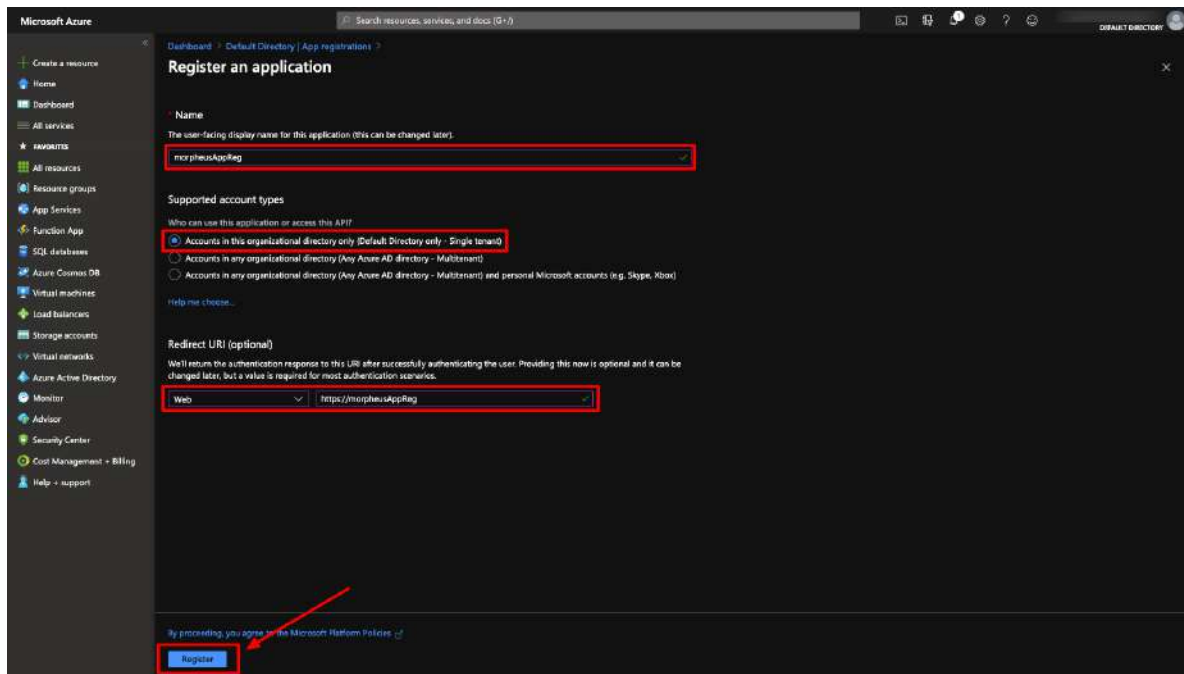 Microsoft Azure
Search resources, services, and docs (G+/)
DEFAULT DIRECTORY
Create a resource
Home
Dashboard
All services
FAVORITES
All resources
Resource groups
App Services
Function App
SQL databases
Azure Cosmos DB
Virtual machines
Load balancers
Storage accounts
Virtual networks
Azure Active Directory
Monitor
Advisor
Security Center
Cost Management + Billing
Help + support
Dashboard > Default Directory | App registrations >
Register an application
* Name
The user-facing display name for this application (this can be changed later).
morpheusAppReg
Supported account types
Who can use this application or access this API?
Accounts in this organizational directory only (Default Directory only - Single tenant)
Accounts in any organizational directory (Any Azure AD directory - Multitenant)
Accounts in any organizational directory (Any Azure AD directory - Multitenant) and personal Microsoft accounts (e.g. Skype, Xbox)
Help me choose...
Redirect URI (optional)
We'll return the authentication response to this URI after successfully authenticating the user. Providing this now is optional and it can be
changed later, but a value is required for most authentication scenarios.
Web
https://morpheusAppReg
By proceeding, you agree to the Microsoft Platform Policies
Register